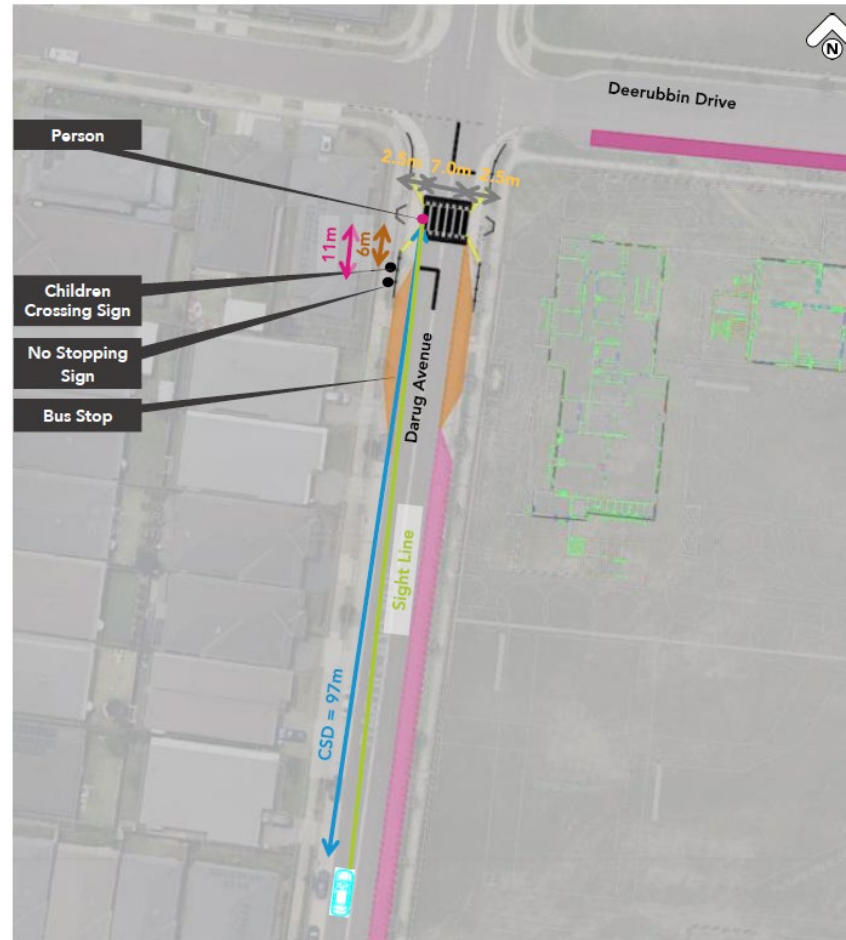 N
Deerubbin Drive
Person
2.5m 7.0m 2.5m
11m
6m
Children
Crossing Sign
No Stopping
Sign
Bus Stop
Darug Avenue
Sight Line
CSD = 97m